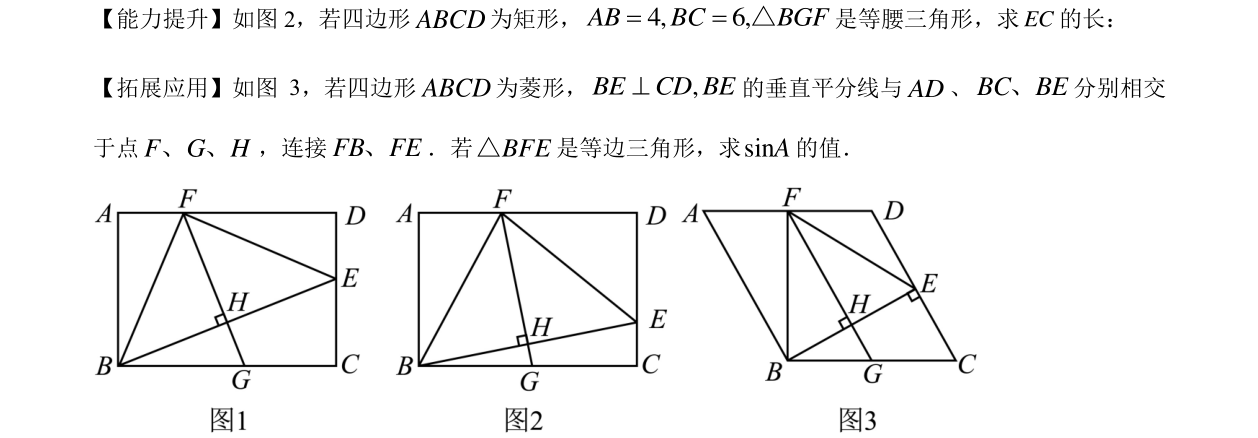 【能力提升】如图 2，若四边形 ABCD 为矩形， AB = 4, BC = 6,△BGF 是等腰三角形，求 EC 的长：
【拓展应用】如图 3，若四边形 ABCD 为菱形， BE ⊥ CD, BE 的垂直平分线与 AD 、 BC、BE 分别相交
于点 F、G、H ，连接 FB、FE ．若 △BFE 是等边三角形，求 sinA 的值．
F F F
A D A D A D
E E E
H H H
B G C B G C B G C
图1 图2 图3